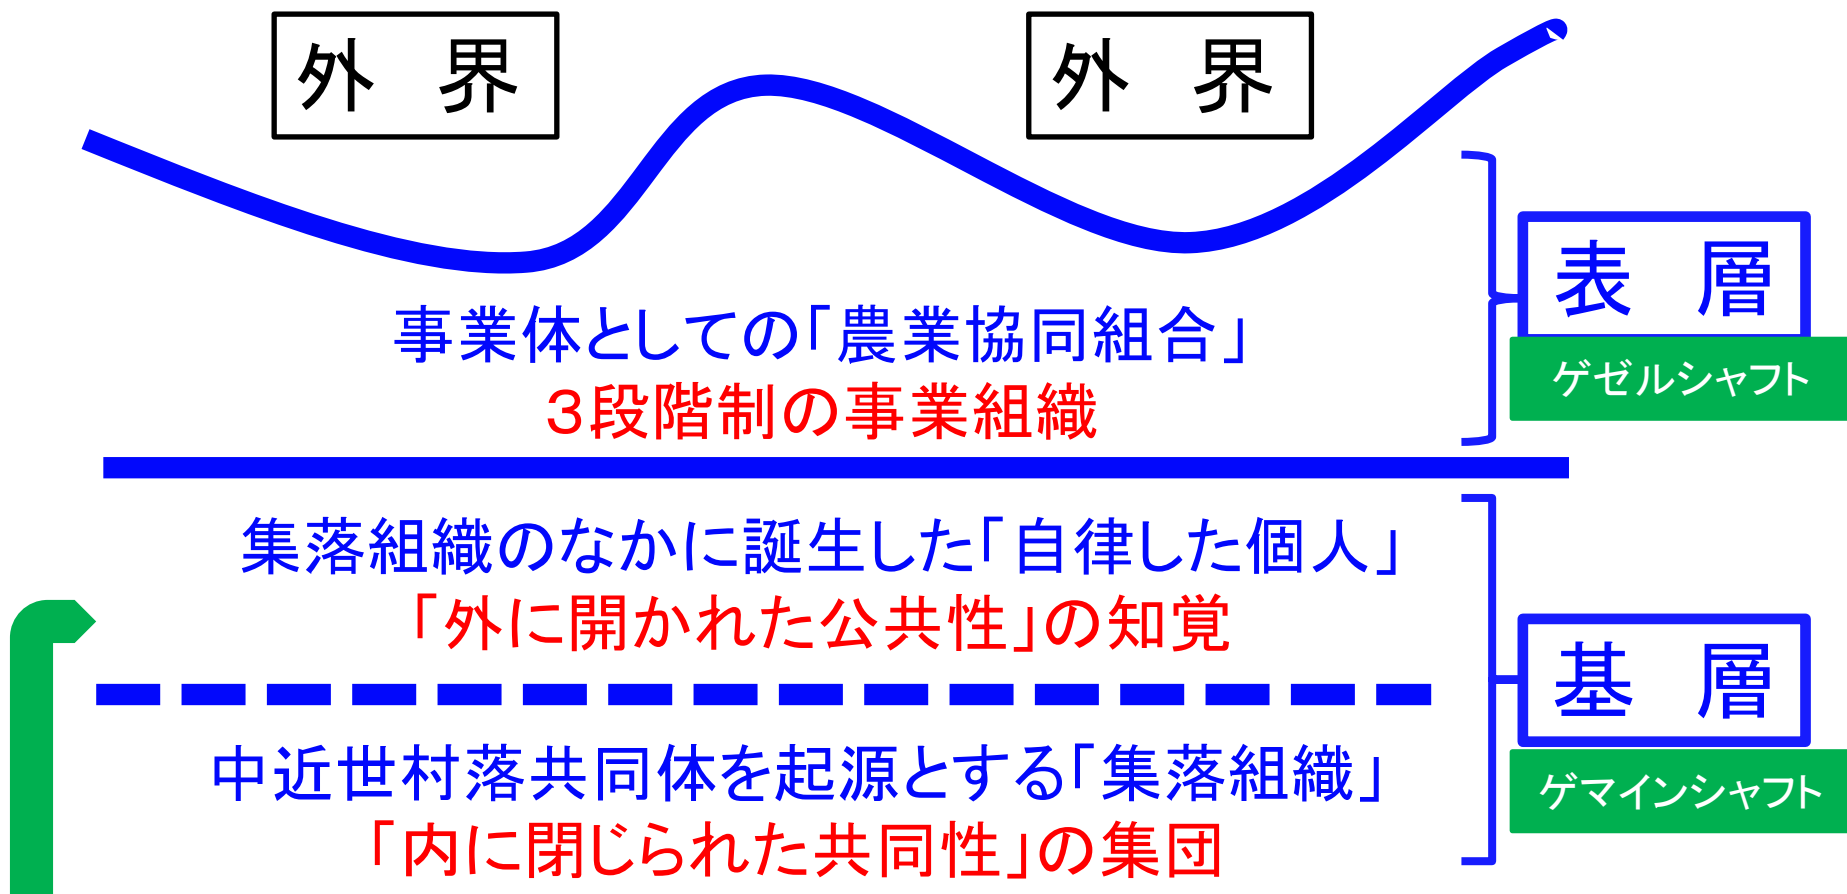 外　界
外　界
表　層
ゲゼルシャフト
事業体としての「農業協同組合」
３段階制の事業組織
集落組織のなかに誕生した「自律した個人」
「外に開かれた公共性」の知覚
基　層
ゲマインシャフト
中近世村落共同体を起源とする「集落組織」
「内に閉じられた共同性」の集団